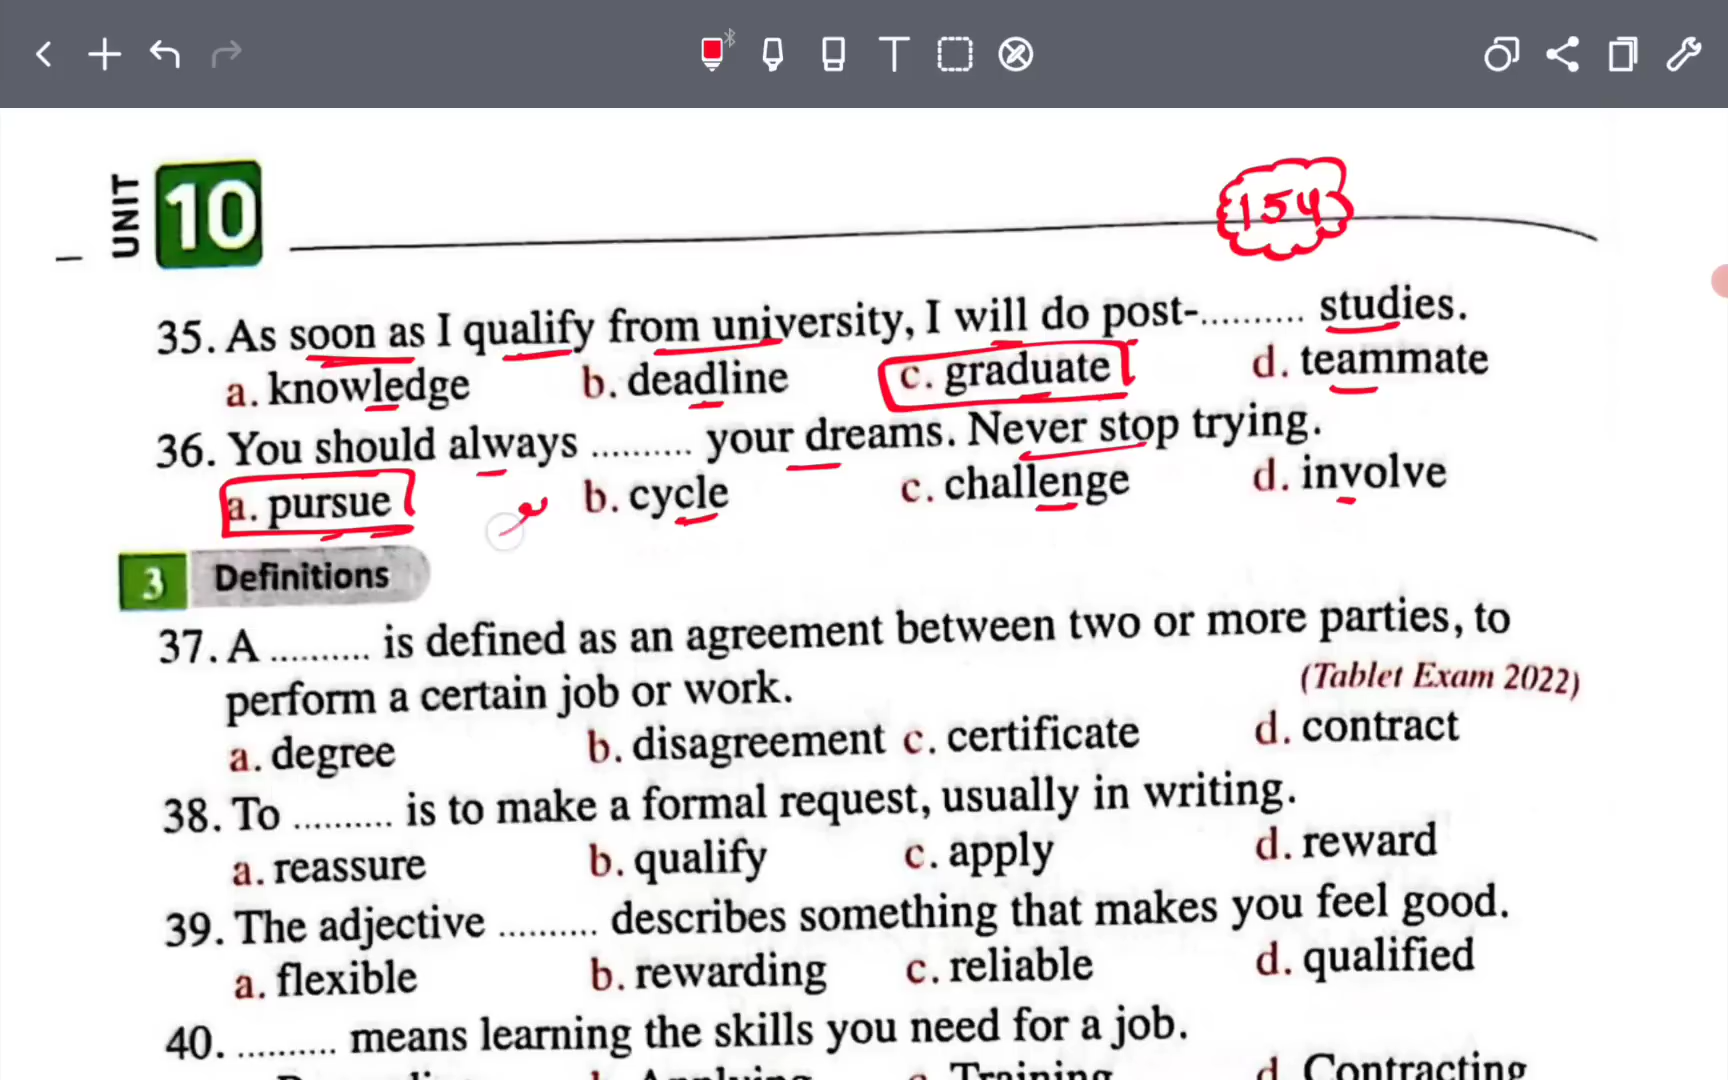 UNIT 10
154
35. As soon as I qualify from university, I will do post-.......... studies.
a. knowledge b. deadline c. graduate d. teammate
36. You should always .......... your dreams. Never stop trying.
a. pursue b. cycle c. challenge d. involve
3 Definitions
37. A .......... is defined as an agreement between two or more parties, to
perform a certain job or work. (Tablet Exam 2022)
a. degree b. disagreement c. certificate d. contract
38. To .......... is to make a formal request, usually in writing.
a. reassure b. qualify c. apply d. reward
39. The adjective .......... describes something that makes you feel good.
a. flexible b. rewarding c. reliable d. qualified
40. .......... means learning the skills you need for a job.
b. Applying c. Training d. Contracting